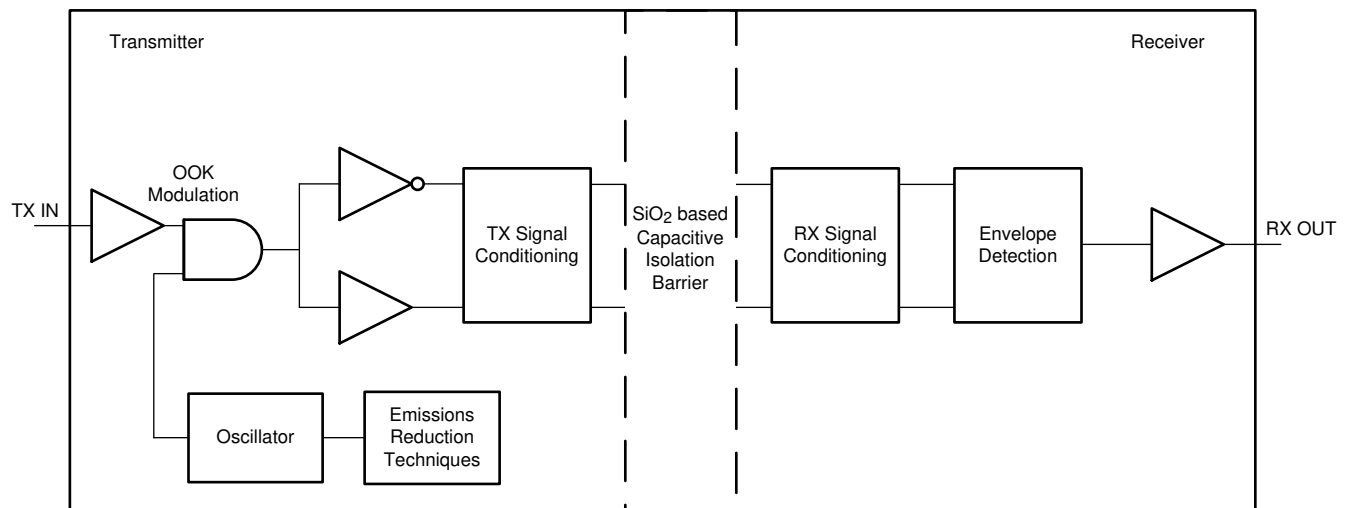 Transmitter
Receiver
OOK
Modulation
TX IN
TX Signal
Conditioning
SiO2 based
Capacitive
Isolation
Barrier
RX Signal
Conditioning
Envelope
Detection
RX OUT
Oscillator
Emissions
Reduction
Techniques